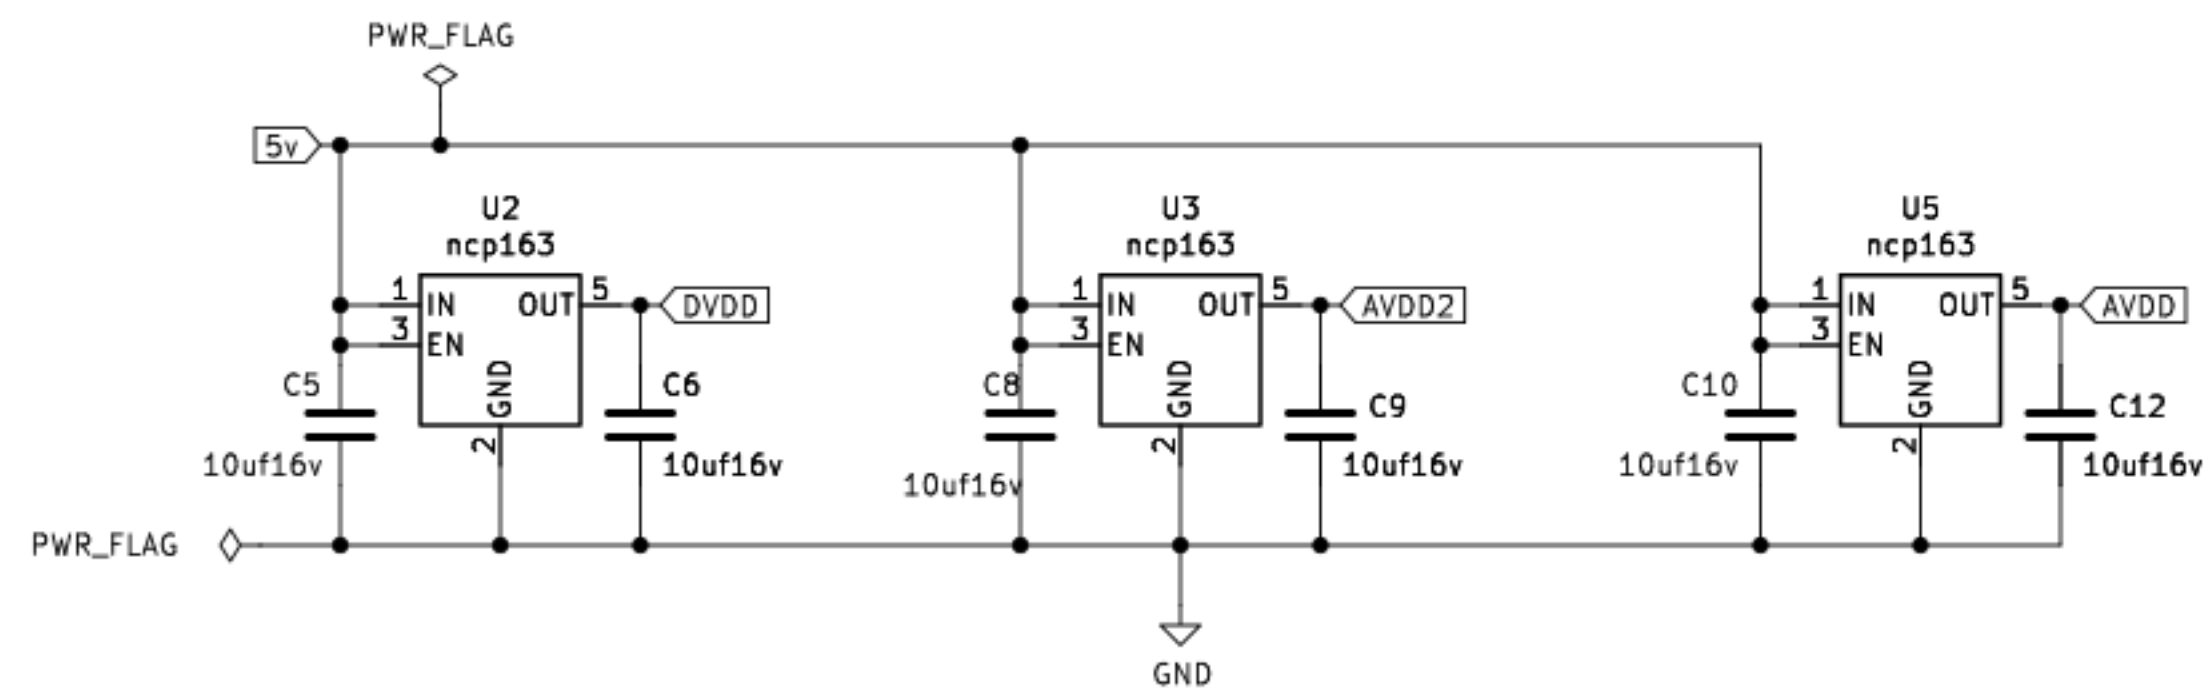 PWR_FLAG
5v
U2
ncp163
1
IN
OUT
5
DVDD
3
EN
GND
2
C5
10uf16v
C6
10uf16v
U3
ncp163
1
IN
OUT
5
AVDD2
3
EN
GND
2
C8
10uf16v
C9
10uf16v
U5
ncp163
1
IN
OUT
5
AVDD
3
EN
GND
2
C10
10uf16v
C12
10uf16v
PWR_FLAG
GND